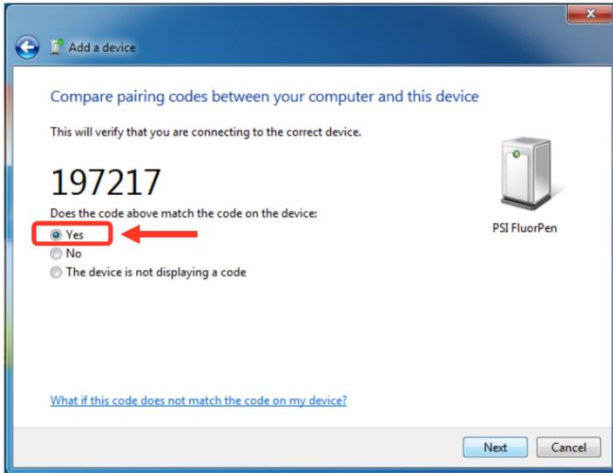 Add a device
Compare pairing codes between your computer and this device
This will verify that you are connecting to the correct device.
197217
Does the code above match the code on the device:
Yes
No
The device is not displaying a code
PSI FluorPen
What if this code does not match the code on my device?
Next
Cancel